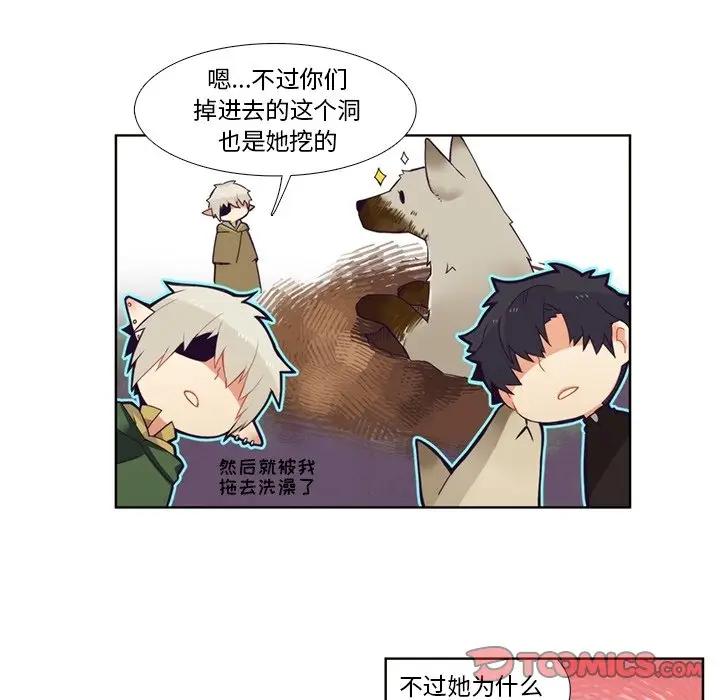 嗯...不过你们
掉进去的这个洞
也是她挖的
然后就被我
拖去洗澡了
TOOMICS.COM
不过她为什么